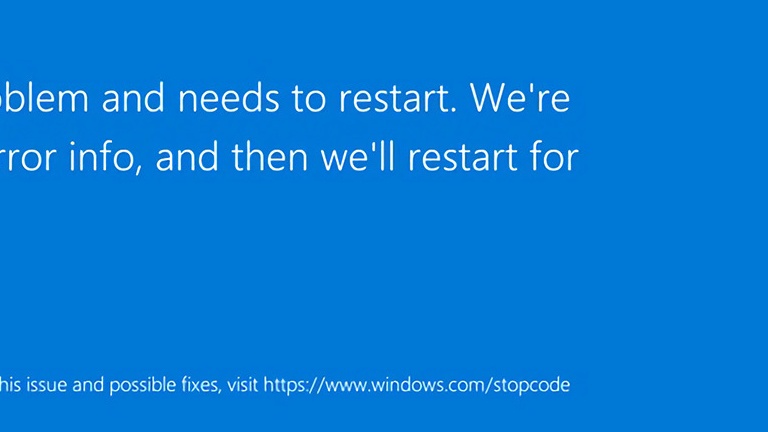 oblem and needs to restart. We're
rror info, and then we'll restart for
his issue and possible fixes, visit https://www.windows.com/stopcode